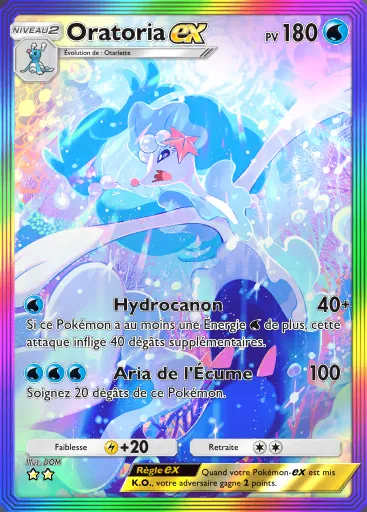 NIVEAU 2
Oratoria ex
PV 180
Évolution de : Otarlette
Hydrocanon 40+
Si ce Pokémon a au moins une Énergie de plus, cette
attaque inflige 40 dégâts supplémentaires.
Aria de l'Écume 100
Soignez 20 dégâts de ce Pokémon.
Faiblesse +20 Retraite
Illus. DOM
Règle ex Quand votre Pokémon-ex est mis
K.O., votre adversaire gagne 2 points.